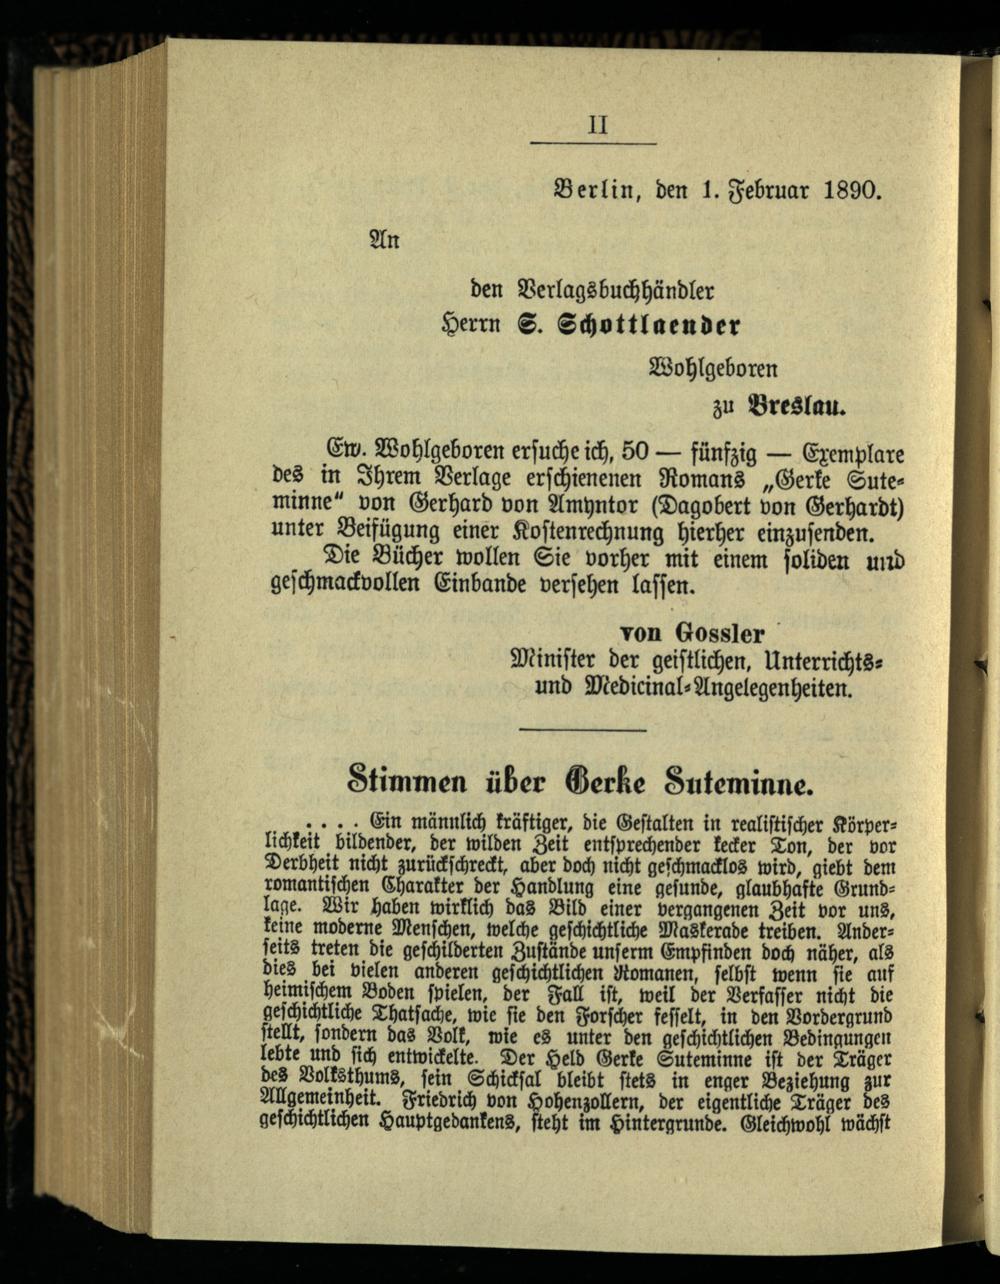 II
Berlin, den 1. Februar 1890.
An
den Verlagsbuchhändler
Herrn S. Schottlaender
Wohlgeboren
zu Breslau.
Ew. Wohlgeboren ersuche ich, 50 — fünfzig — Exemplare
des in Ihrem Verlage erschienenen Romans „Gerke Sute-
minne“ von Gerhard von Amyntor (Dagobert von Gerhardt)
unter Beifügung einer Kostenrechnung hierher einzusenden.
Die Bücher wollen Sie vorher mit einem soliden und
geschmackvollen Einbande versehen lassen.
von Gossler
Minister der geistlichen, Unterrichts-
und Medicinal-Angelegenheiten.
Stimmen über Gerke Suteminne.
. . . . Ein männlich kräftiger, die Gestalten in realistischer Körper-
lichkeit bildender, der wilden Zeit entsprechender kecker Ton, der vor
Derbheit nicht zurückschreckt, aber doch nicht geschmacklos wird, giebt dem
romantischen Charakter der Handlung eine gesunde, glaubhafte Grund-
lage. Wir haben wirklich das Bild einer vergangenen Zeit vor uns,
keine moderne Menschen, welche geschichtliche Maskerade treiben. Ander-
seits treten die geschilderten Zustände unserm Empfinden doch näher, als
dies bei vielen anderen geschichtlichen Romanen, selbst wenn sie auf
heimischem Boden spielen, der Fall ist, weil der Verfasser nicht die
geschichtliche Thatsache, wie sie den Forscher fesselt, in den Vordergrund
stellt, sondern das Volk, wie es unter den geschichtlichen Bedingungen
lebte und sich entwickelte. Der Held Gerke Suteminne ist der Träger
des Volksthums, sein Schicksal bleibt stets in enger Beziehung zur
Allgemeinheit. Friedrich von Hohenzollern, der eigentliche Träger des
geschichtlichen Hauptgedankens, steht im Hintergrunde. Gleichwohl wächst